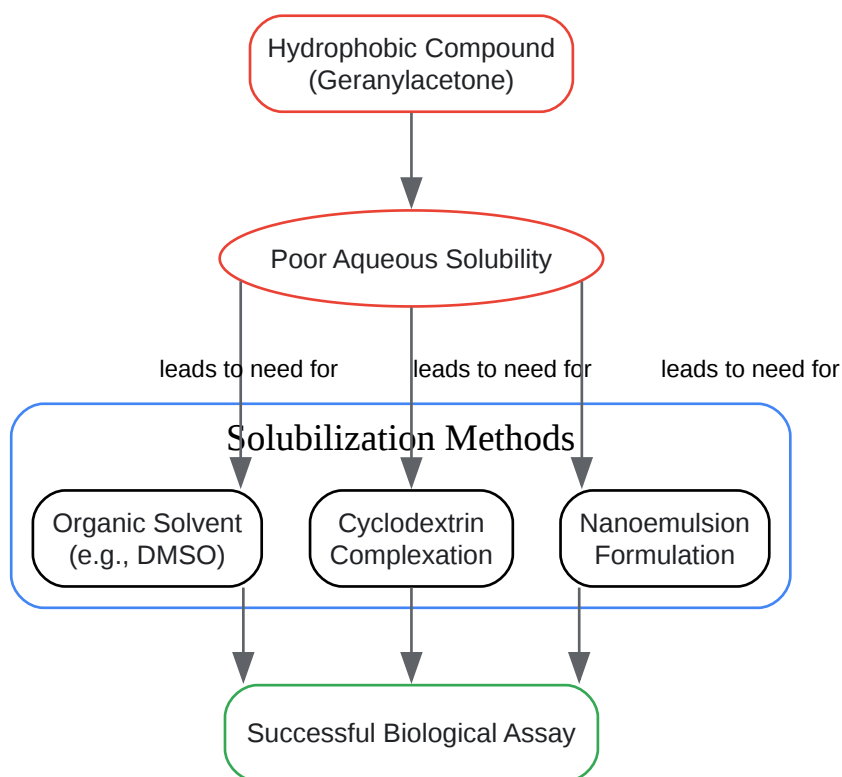 Hydrophobic Compound
(Geranylacetone)
Poor Aqueous Solubility
leads to need for
leads to need for
leads to need for
Solubilization Methods
Organic Solvent
(e.g., DMSO)
Cyclodextrin
Complexation
Nanoemulsion
Formulation
Successful Biological Assay